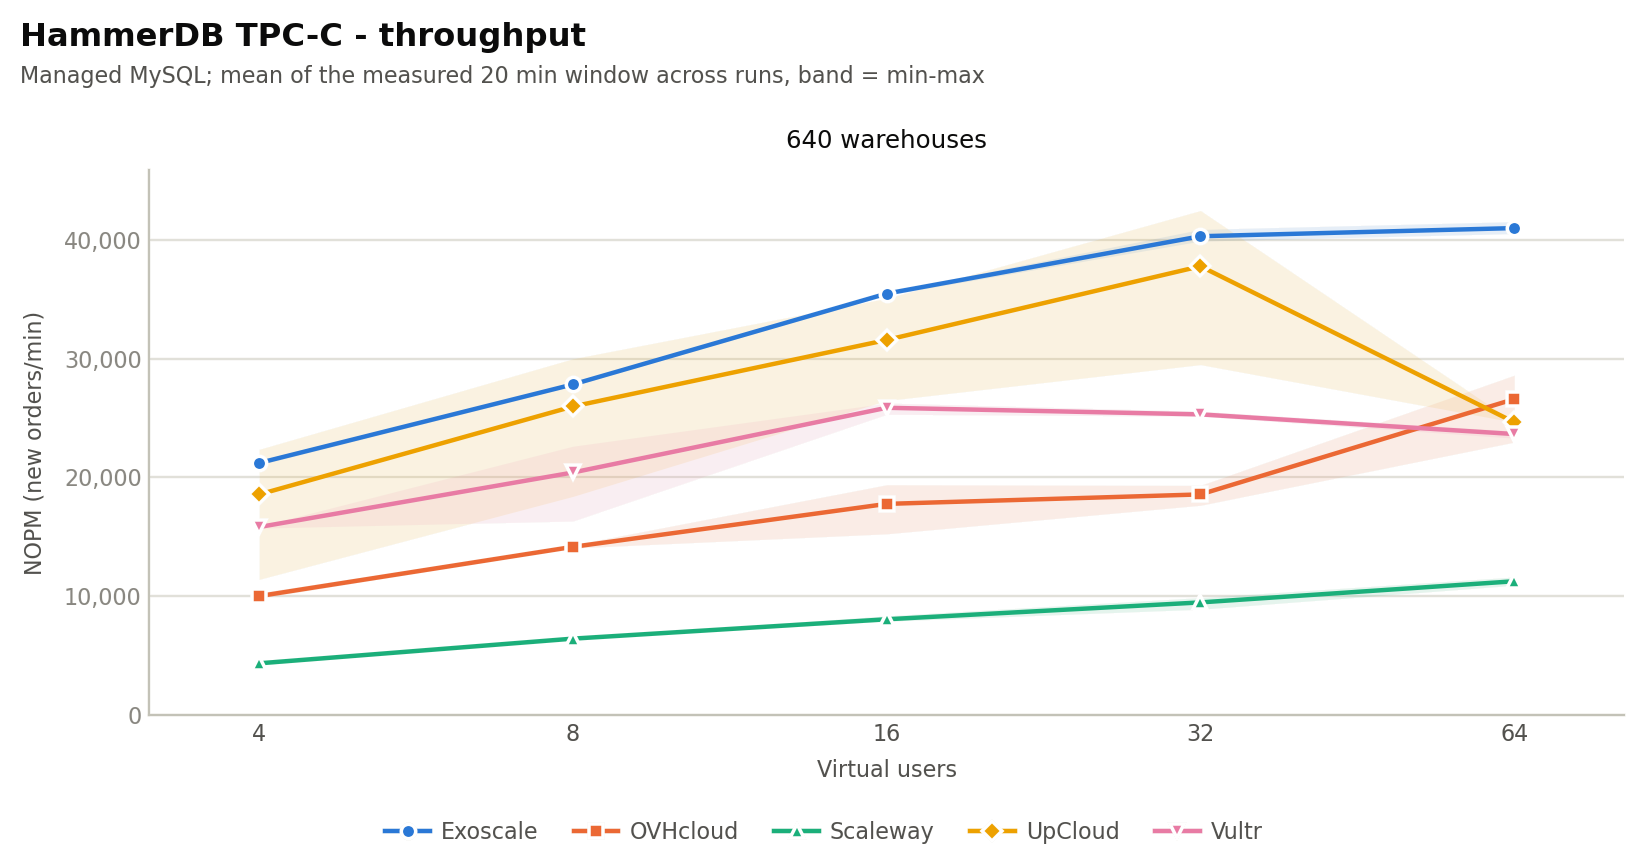 HammerDB TPC-C - throughput
Managed MySQL; mean of the measured 20 min window across runs, band = min-max
640 warehouses
NOPM (new orders/min)
40,000
30,000
20,000
10,000
0
4 8 16 32 64
Virtual users
Exoscale OVHcloud Scaleway UpCloud Vultr